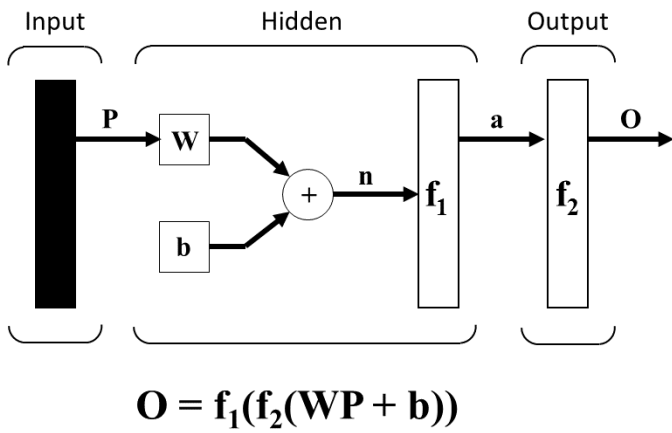 Input Hidden Output
P
W
b
+
n
f₁
a
f₂
O
O = f₁(f₂(WP + b))